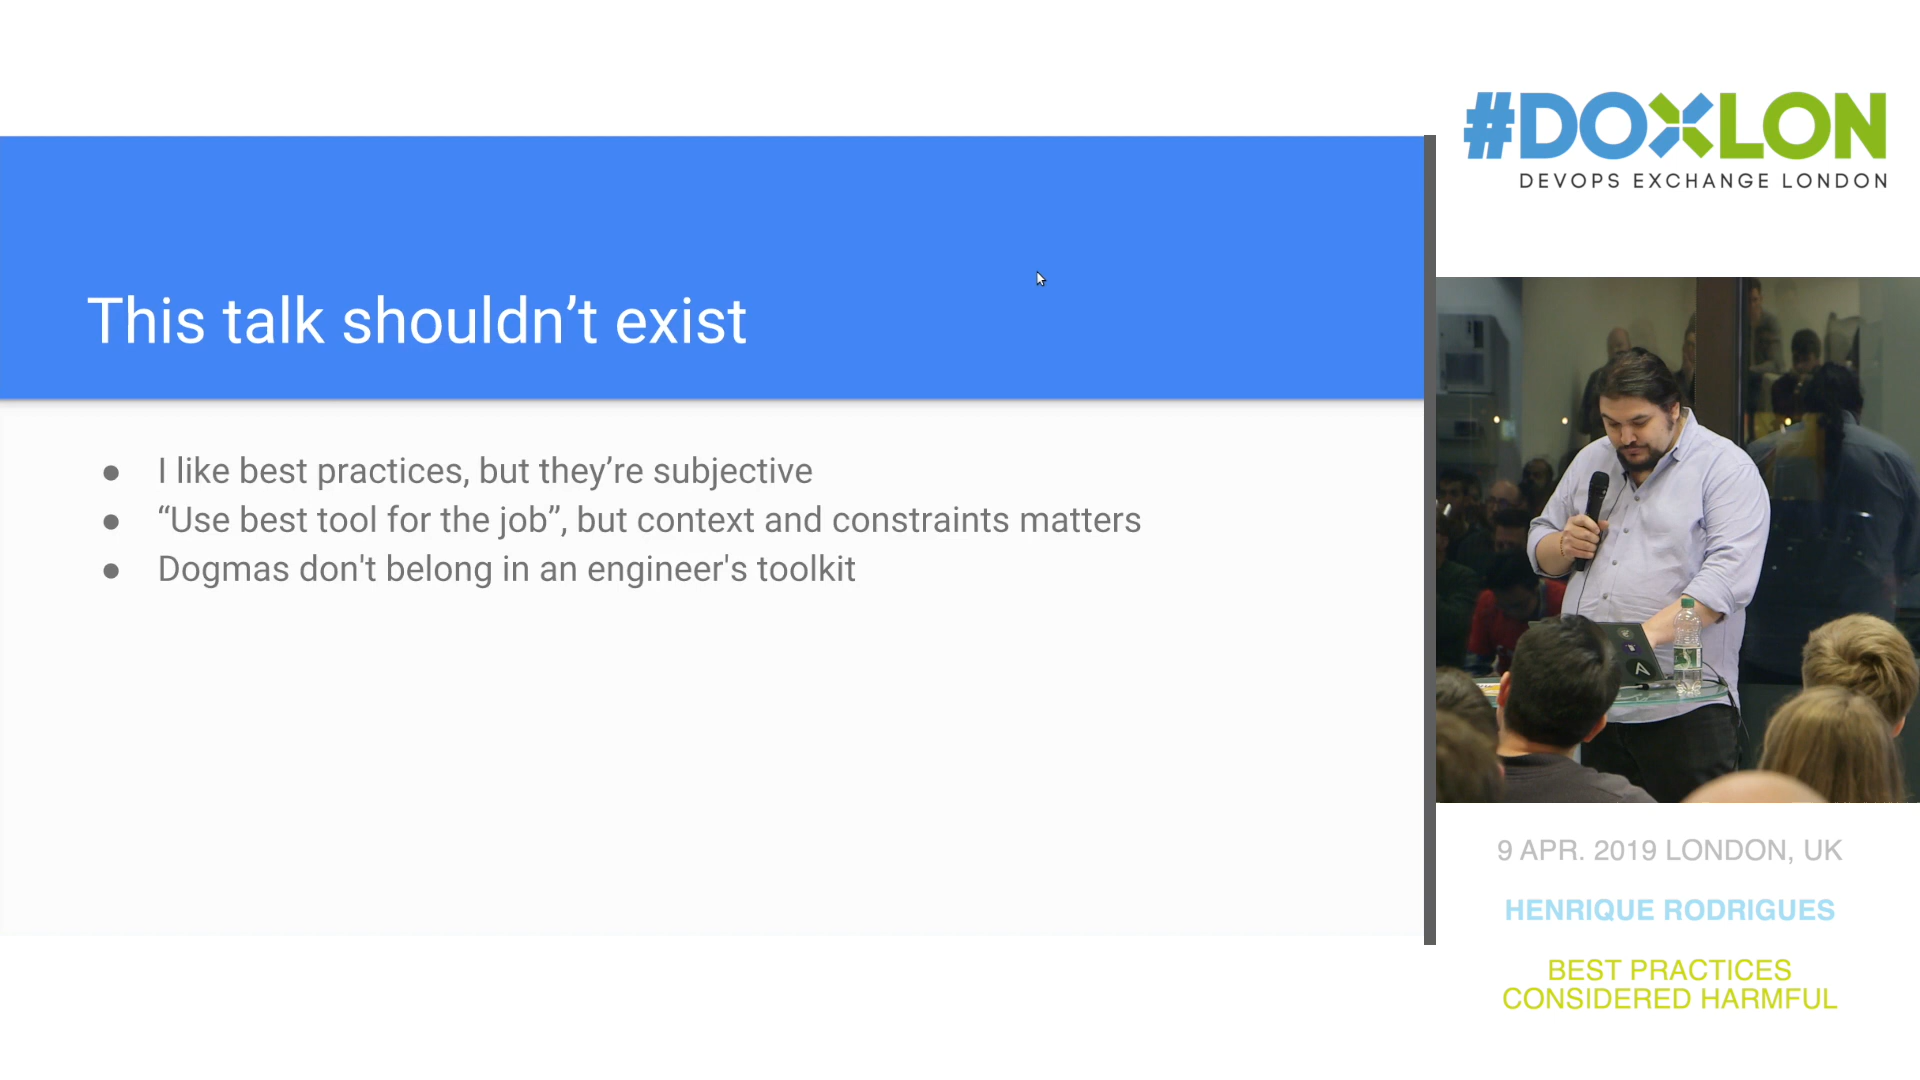 #DOXLON
DEVOPS EXCHANGE LONDON
This talk shouldn’t exist
● I like best practices, but they’re subjective
● “Use best tool for the job”, but context and constraints matters
● Dogmas don't belong in an engineer's toolkit
9 APR. 2019 LONDON, UK
HENRIQUE RODRIGUES
BEST PRACTICES
CONSIDERED HARMFUL